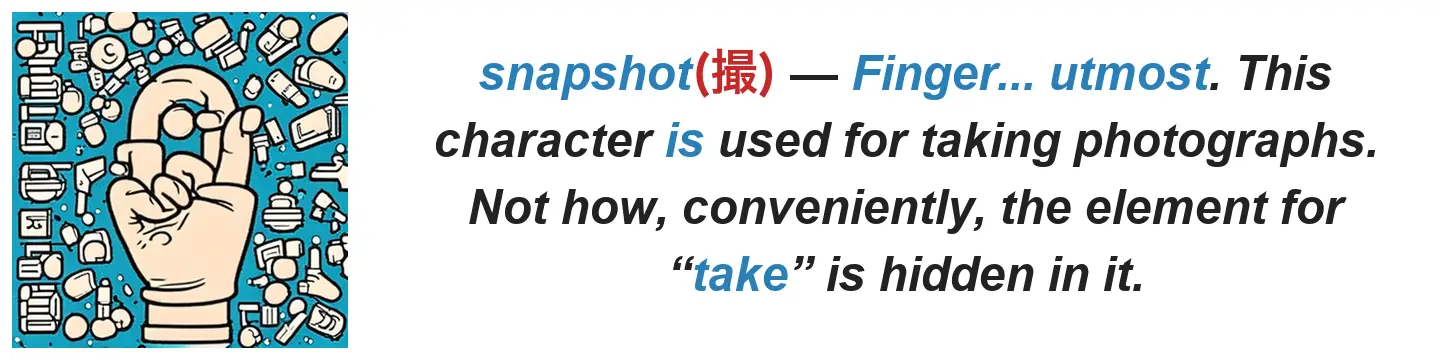 snapshot(撮) — Finger... utmost. This
character is used for taking photographs.
Not how, conveniently, the element for
“take” is hidden in it.